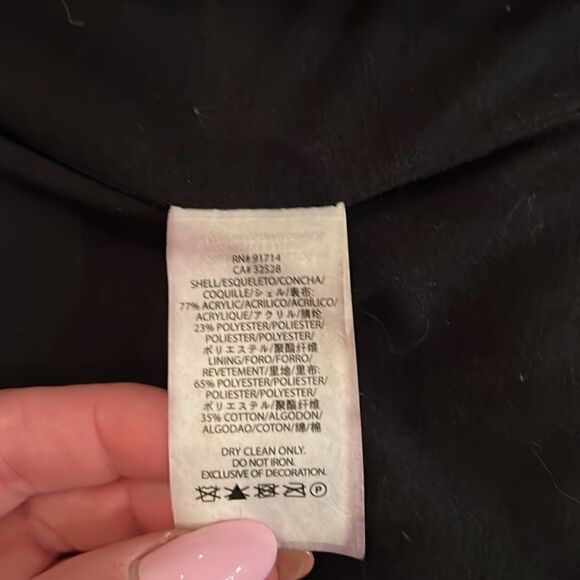 RN# 91714
CA# 32528
SHELL/ESQUELETO/CONCHA/
COQUILLE/シェル/表布:
77% ACRYLIC/ACRILICO/ACRÍLICO/
ACRYLIQUE/アクリル/腈纶
23% POLYESTER/POLIESTER/
POLIÉSTER/POLYESTER/
ポリエステル/聚酯纤维
LINING/FORO/FORRO/
REVETEMENT/里地/里布:
65% POLYESTER/POLIESTER/
POLIÉSTER/POLYESTER/
ポリエステル/聚酯纤维
35% COTTON/ALGODON/
ALGODAO/COTON/綿/棉
DRY CLEAN ONLY.
DO NOT IRON.
EXCLUSIVE OF DECORATION.
P